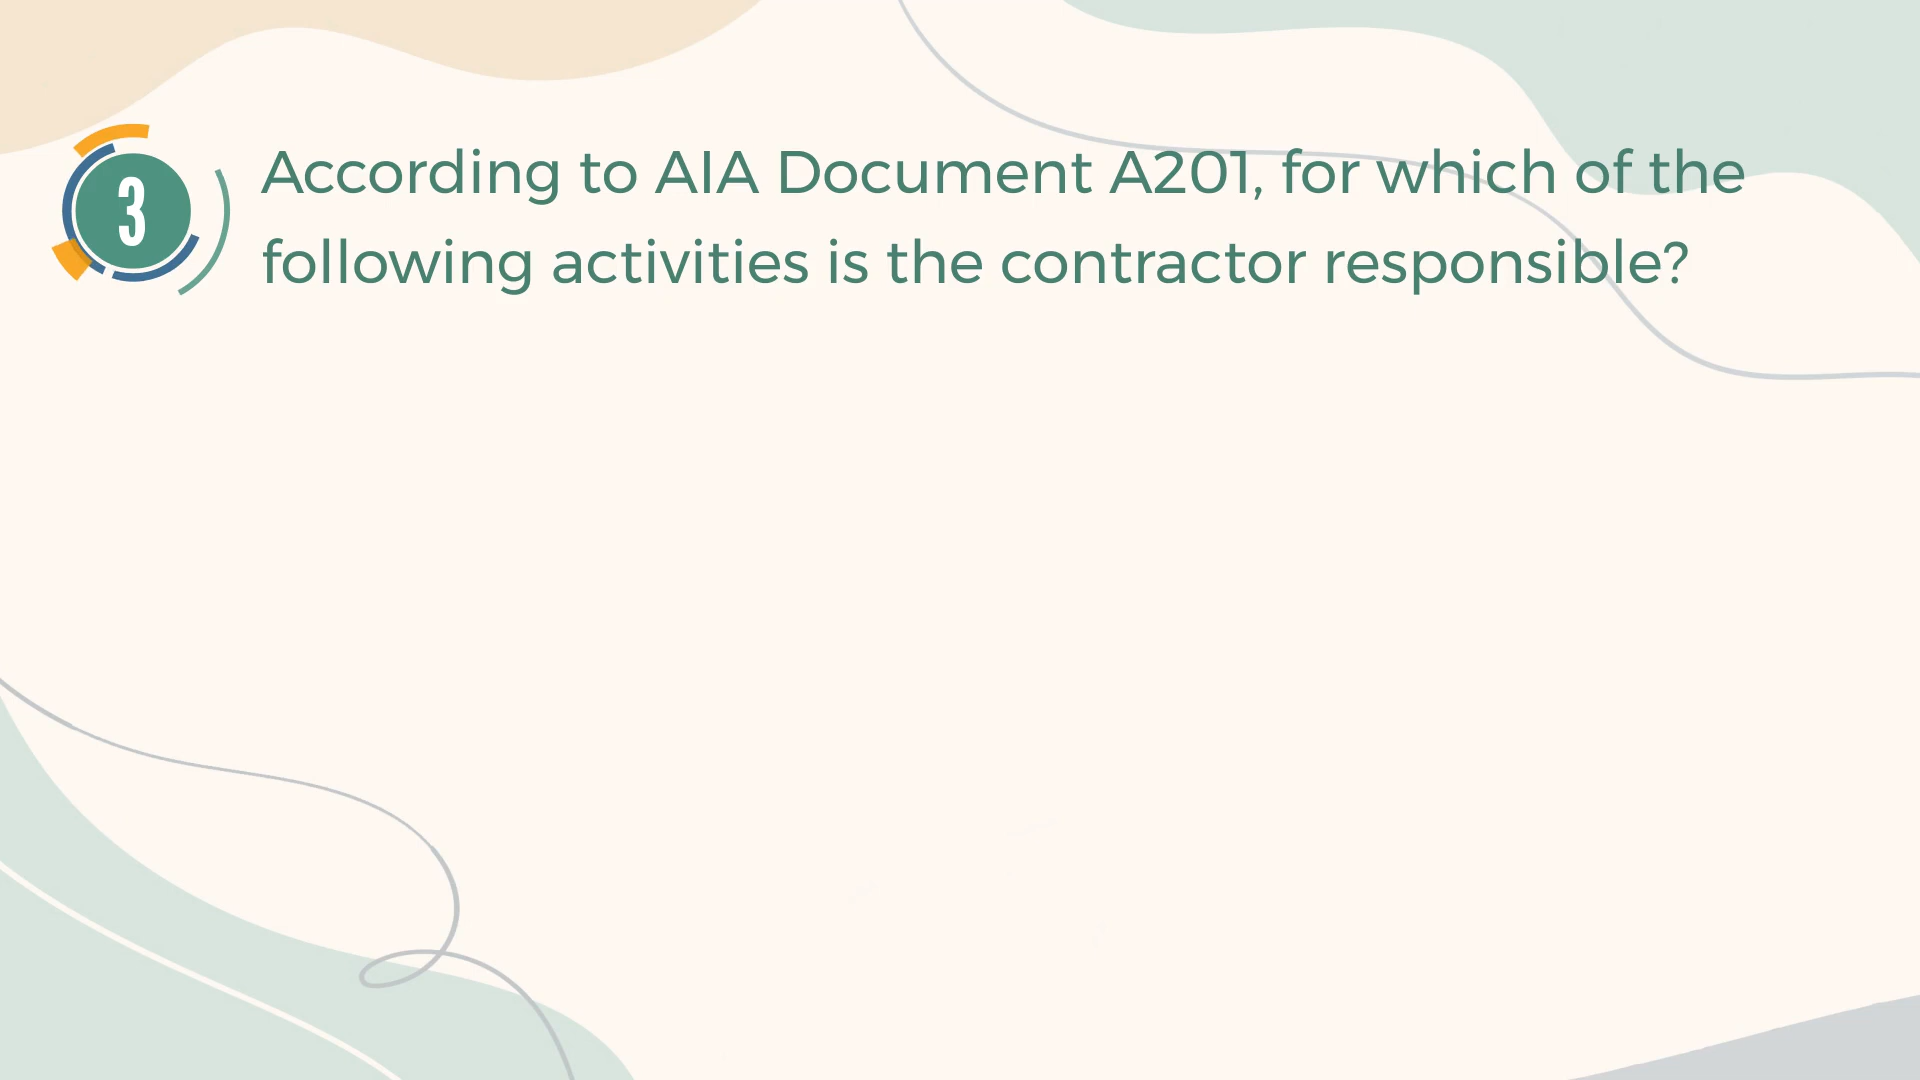 3
According to AIA Document A201, for which of the
following activities is the contractor responsible?